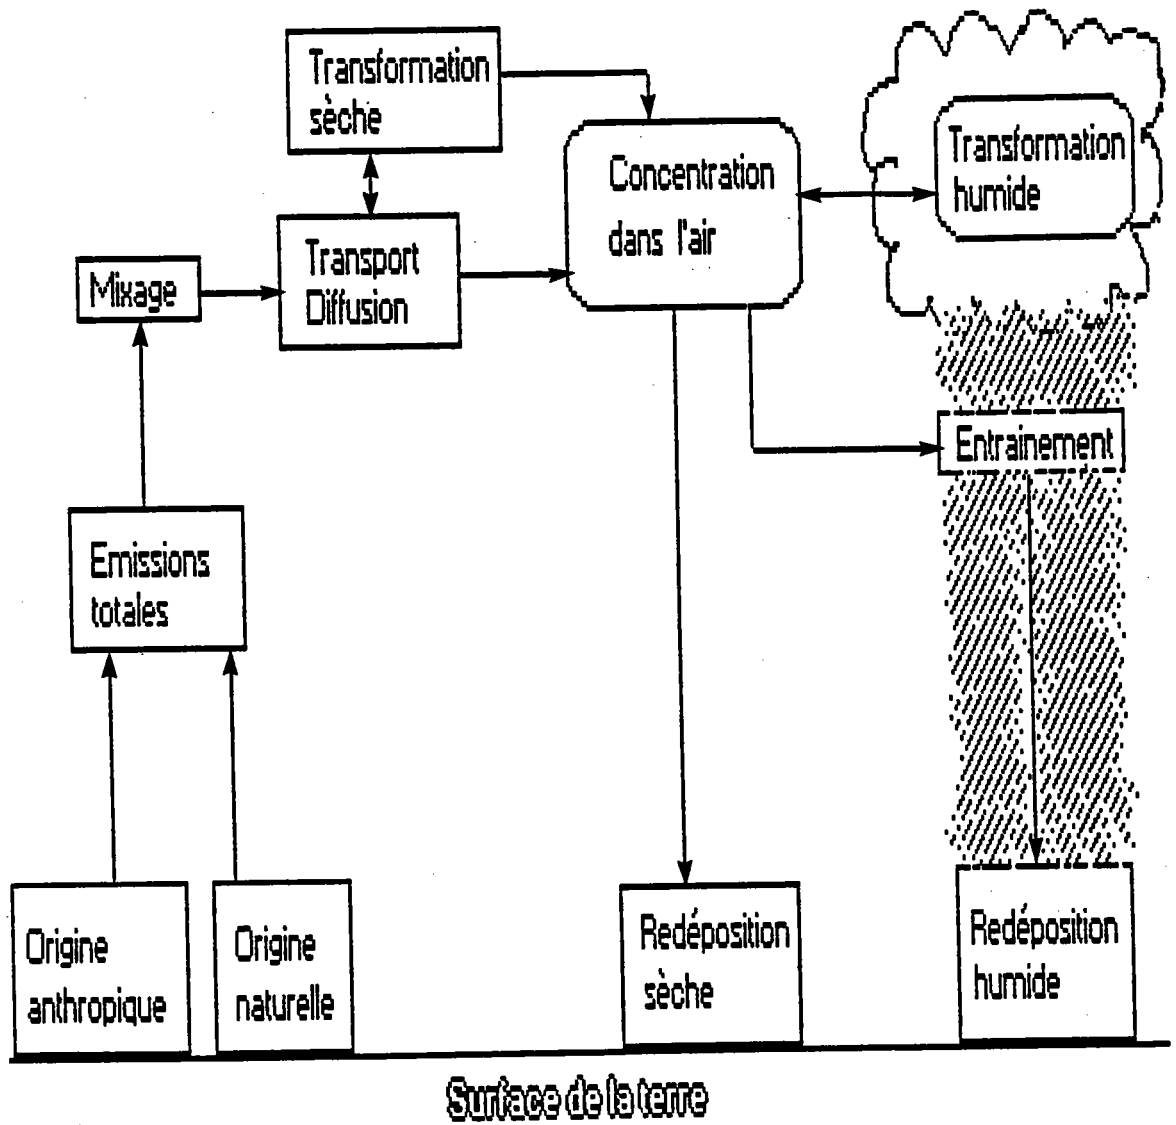 Transformation
sèche
Concentration
dans l'air
Transformation
humide
Mixage
Transport
Diffusion
Entrainement
Emissions
totales
Origine
anthropique
Origine
naturelle
Redéposition
sèche
Redéposition
humide
Surface de la terre